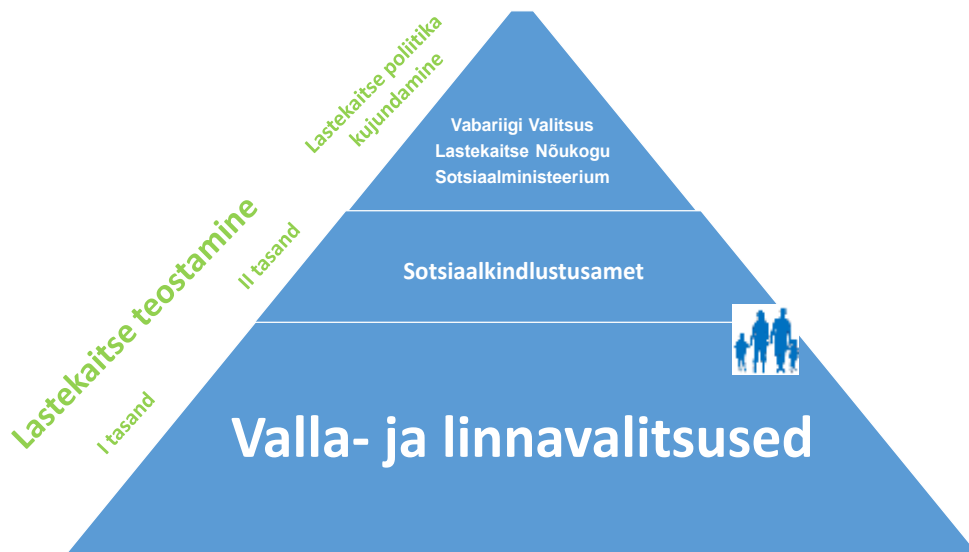 Lastekaitse poliitika
kujundamine
Vabariigi Valitsus
Lastekaitse Nõukogu
Sotsiaalministeerium
Lastekaitse teostamine
II tasand
Sotsiaalkindlustusamet
I tasand
Valla- ja linnavalitsused